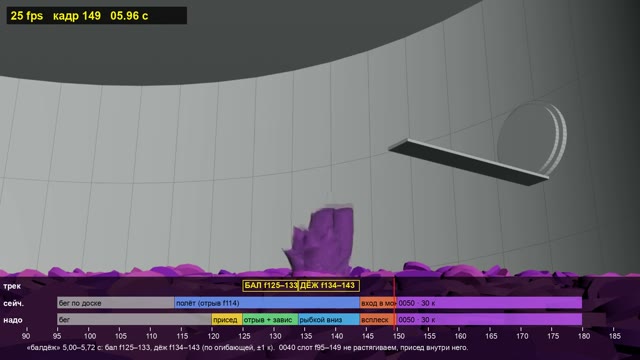 25 fps кадр 149 05.96 с
трек БАЛ f125–133 ДЁЖ f134–143
сейч. бег по доске полёт (отрыв f114) вход в мо 0050 · 30 к
надо бег присед отрыв + завис рыбкой вниз всплеск 0050 · 30 к
90 95 100 105 110 115 120 125 130 135 140 145 150 155 160 165 170 175 180 185
«балдёж» 5,00–5,72 с: бал f125–133, дёж f134–143 (по огибающей, ±1 к). 0040 слот f95–149 не растягиваем, присед внутри него.